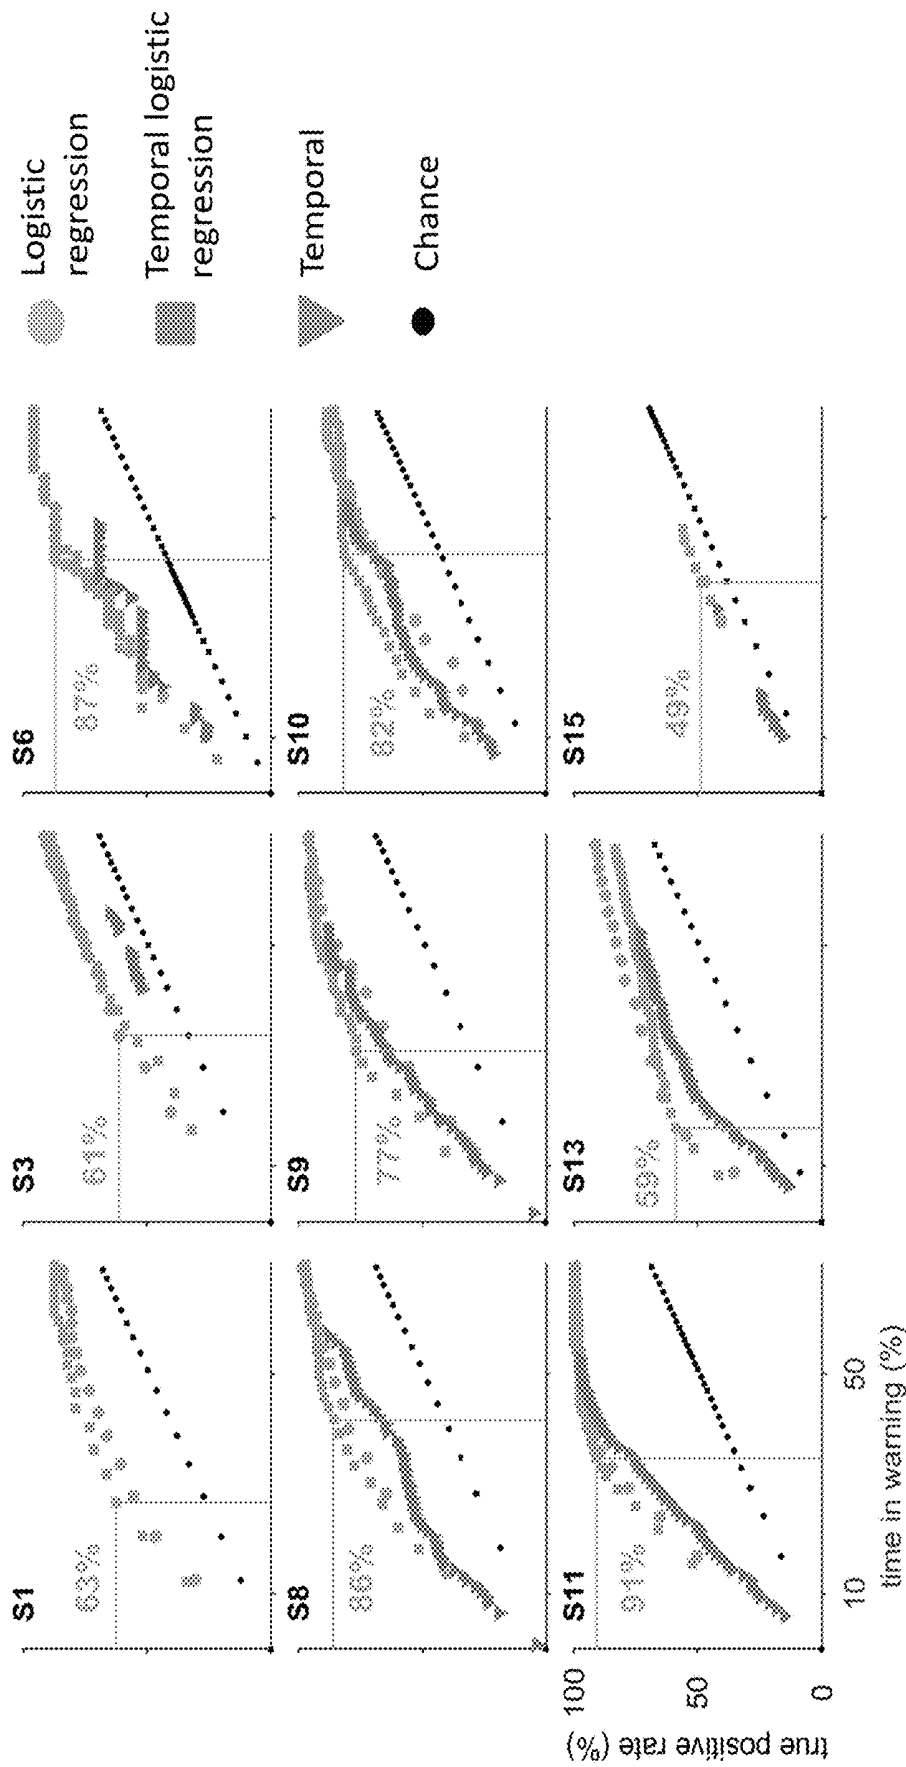 S1
63%
S3
61%
S6
87%
S8
86%
S9
77%
S10
82%
S11
91%
S13
59%
S15
49%
100
50
0
true positive rate (%)
10
50
time in warning (%)
Logistic
regression
Temporal logistic
regression
Temporal
Chance